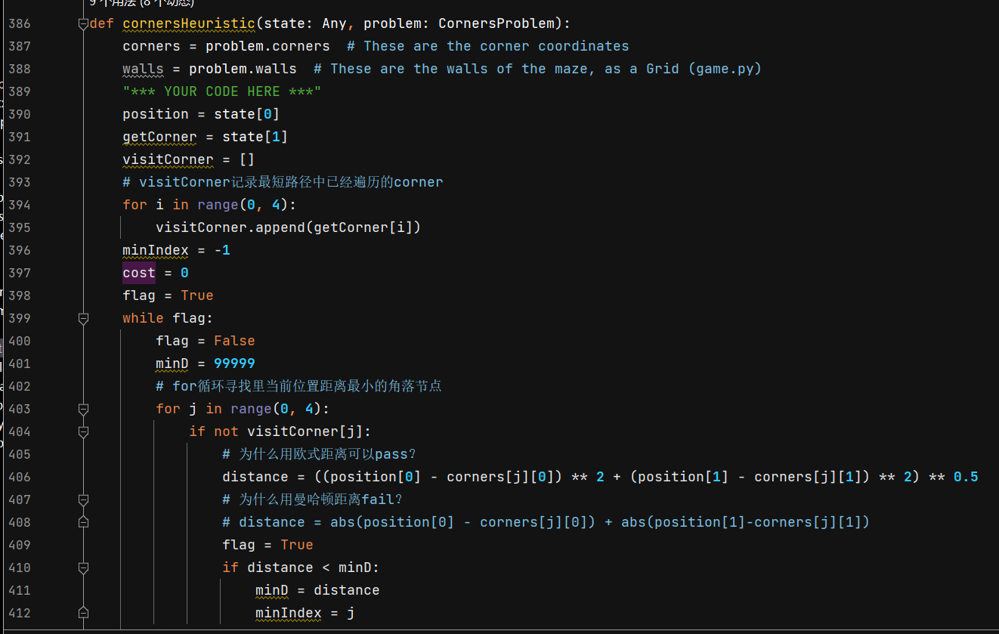 9 个用法 (8 个动态)
386 def cornersHeuristic(state: Any, problem: CornersProblem):
387 corners = problem.corners  # These are the corner coordinates
388 walls = problem.walls  # These are the walls of the maze, as a Grid (game.py)
389 "*** YOUR CODE HERE ***"
390 position = state[0]
391 getCorner = state[1]
392 visitCorner = []
393 # visitCorner记录最短路径中已经遍历的corner
394 for i in range(0, 4):
395 visitCorner.append(getCorner[i])
396 minIndex = -1
397 cost = 0
398 flag = True
399 while flag:
400 flag = False
401 minD = 99999
402 # for循环寻找里当前位置距离最小的角落节点
403 for j in range(0, 4):
404 if not visitCorner[j]:
405 # 为什么用欧式距离可以pass?
406 distance = ((position[0] - corners[j][0]) ** 2 + (position[1] - corners[j][1]) ** 2) ** 0.5
407 # 为什么用曼哈顿距离fail?
408 # distance = abs(position[0] - corners[j][0]) + abs(position[1]-corners[j][1])
409 flag = True
410 if distance < minD:
411 minD = distance
412 minIndex = j